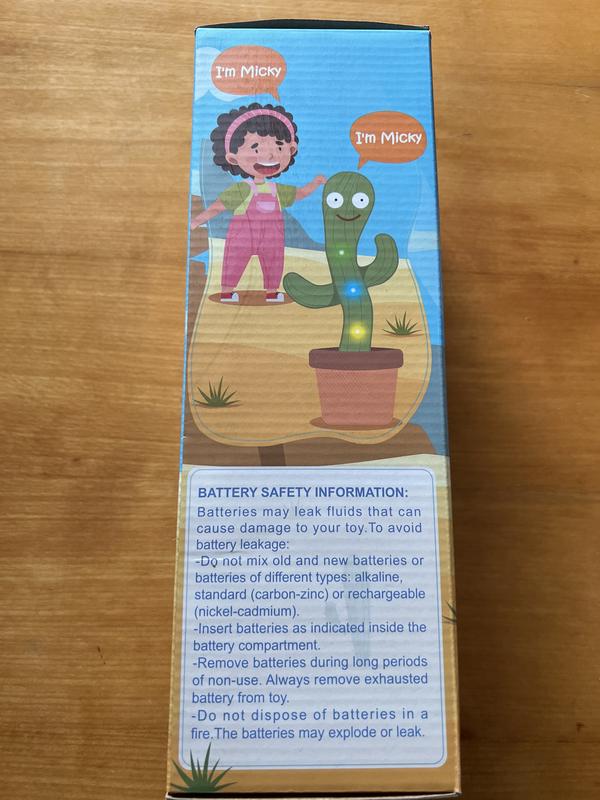 I'm Micky
I'm Micky
BATTERY SAFETY INFORMATION:
Batteries may leak fluids that can
cause damage to your toy.To avoid
battery leakage:
-Do not mix old and new batteries or
batteries of different types: alkaline,
standard (carbon-zinc) or rechargeable
(nickel-cadmium).
-Insert batteries as indicated inside the
battery compartment.
-Remove batteries during long periods
of non-use. Always remove exhausted
battery from toy.
-Do not dispose of batteries in a
fire.The batteries may explode or leak.